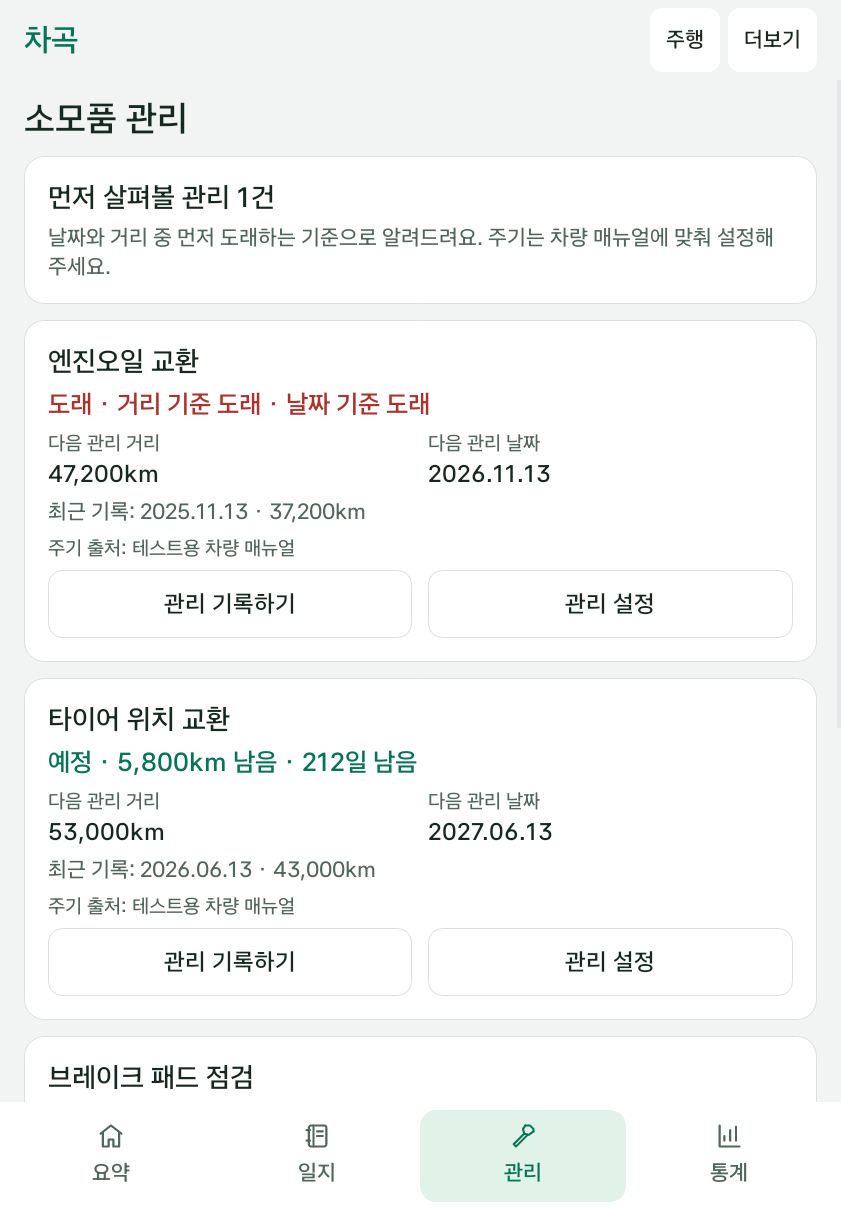 차곡
주행
더보기
소모품 관리
먼저 살펴볼 관리 1건
날짜와 거리 중 먼저 도래하는 기준으로 알려드려요. 주기는 차량 매뉴얼에 맞춰 설정해
주세요.
엔진오일 교환
도래 · 거리 기준 도래 · 날짜 기준 도래
다음 관리 거리
다음 관리 날짜
47,200km
2026.11.13
최근 기록: 2025.11.13 · 37,200km
주기 출처: 테스트용 차량 매뉴얼
관리 기록하기
관리 설정
타이어 위치 교환
예정 · 5,800km 남음 · 212일 남음
다음 관리 거리
다음 관리 날짜
53,000km
2027.06.13
최근 기록: 2026.06.13 · 43,000km
주기 출처: 테스트용 차량 매뉴얼
관리 기록하기
관리 설정
브레이크 패드 점검
요약
일지
관리
통계